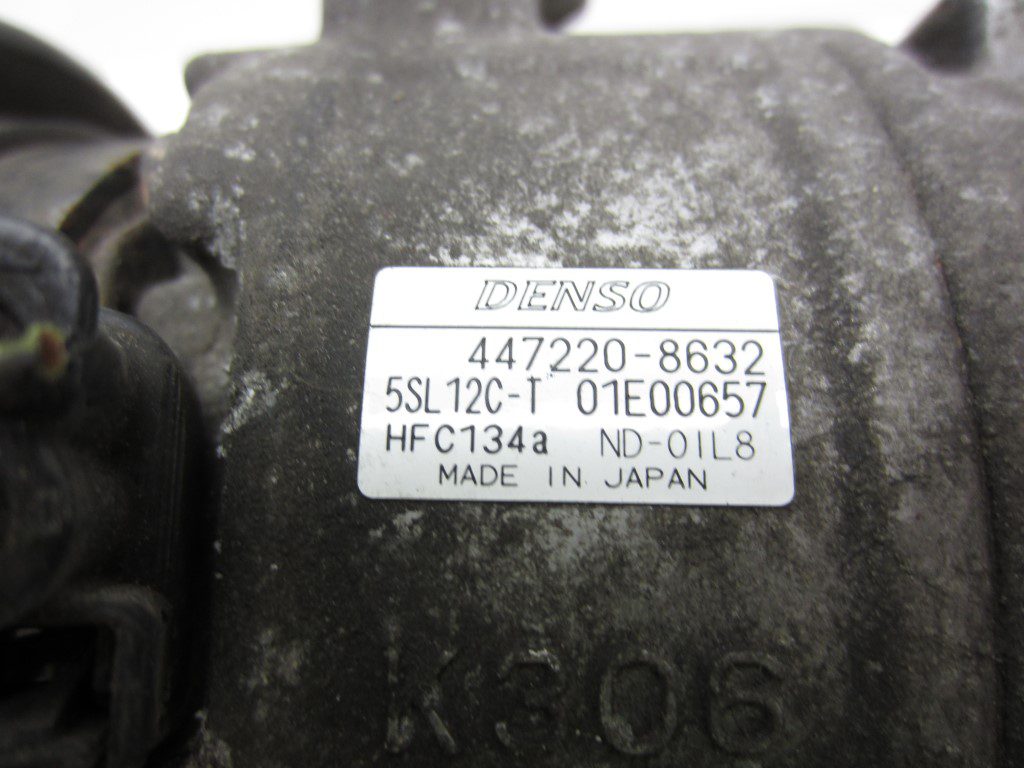 DENSO
447220-8632
5SL12C-T 01E00657
HFC134a ND-OIL8
MADE IN JAPAN
K306